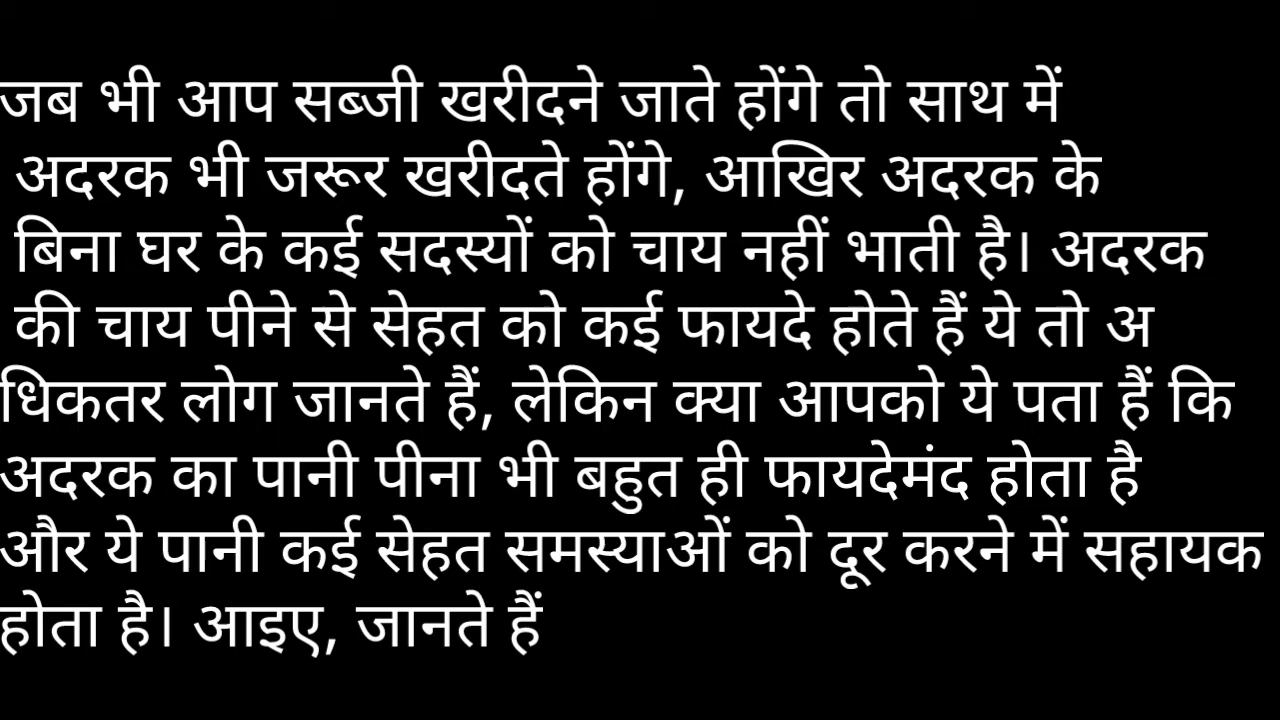 जब भी आप सब्जी खरीदने जाते होंगे तो साथ में
अदरक भी जरूर खरीदते होंगे, आखिर अदरक के
बिना घर के कई सदस्यों को चाय नहीं भाती है। अदरक
की चाय पीने से सेहत को कई फायदे होते हैं ये तो अ
धिकतर लोग जानते हैं, लेकिन क्या आपको ये पता हैं कि
अदरक का पानी पीना भी बहुत ही फायदेमंद होता है
और ये पानी कई सेहत समस्याओं को दूर करने में सहायक
होता है। आइए, जानते हैं